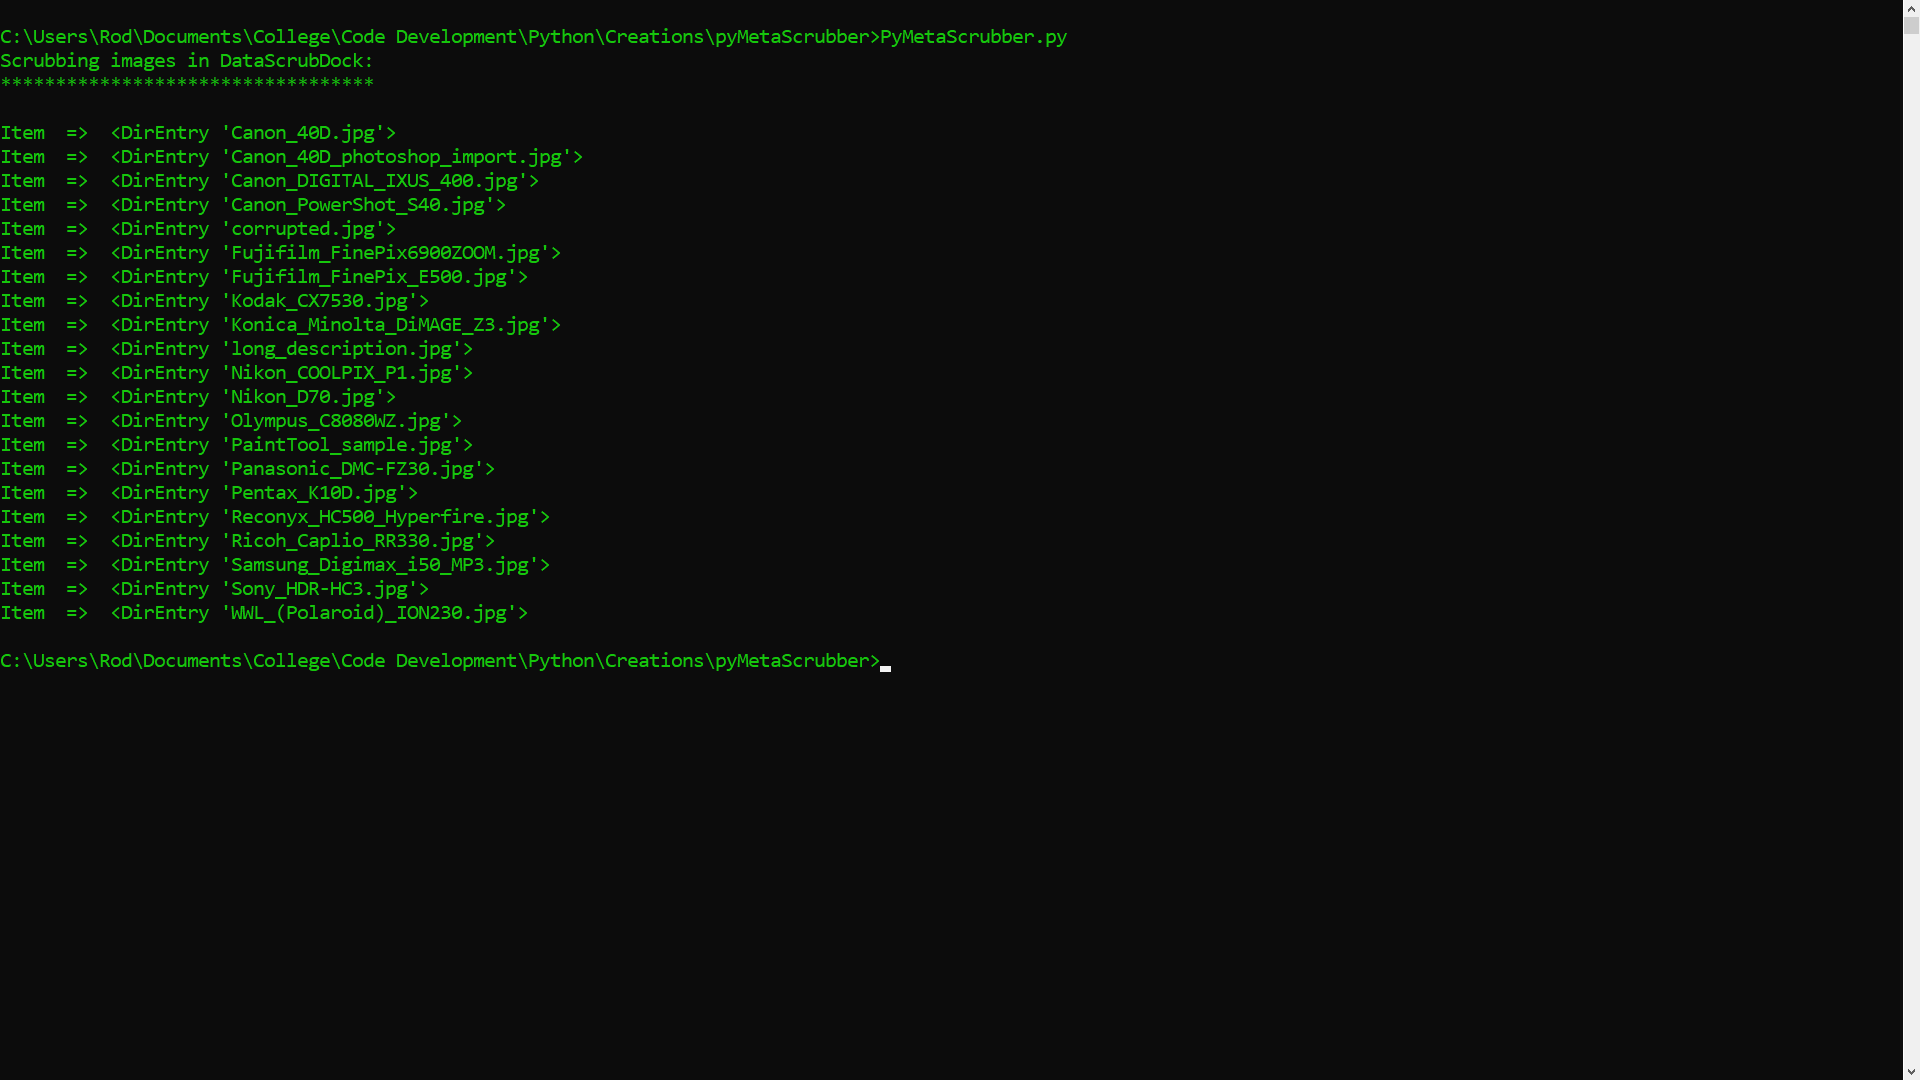 C:\Users\Rod\Documents\College\Code Development\Python\Creations\pyMetaScrubber>PyMetaScrubber.py
Scrubbing images in DataScrubDock:
**********************************
Item  =>  <DirEntry 'Canon_40D.jpg'>
Item  =>  <DirEntry 'Canon_40D_photoshop_import.jpg'>
Item  =>  <DirEntry 'Canon_DIGITAL_IXUS_400.jpg'>
Item  =>  <DirEntry 'Canon_PowerShot_S40.jpg'>
Item  =>  <DirEntry 'corrupted.jpg'>
Item  =>  <DirEntry 'Fujifilm_FinePix6900ZOOM.jpg'>
Item  =>  <DirEntry 'Fujifilm_FinePix_E500.jpg'>
Item  =>  <DirEntry 'Kodak_CX7530.jpg'>
Item  =>  <DirEntry 'Konica_Minolta_DiMAGE_Z3.jpg'>
Item  =>  <DirEntry 'long_description.jpg'>
Item  =>  <DirEntry 'Nikon_COOLPIX_P1.jpg'>
Item  =>  <DirEntry 'Nikon_D70.jpg'>
Item  =>  <DirEntry 'Olympus_C8080WZ.jpg'>
Item  =>  <DirEntry 'PaintTool_sample.jpg'>
Item  =>  <DirEntry 'Panasonic_DMC-FZ30.jpg'>
Item  =>  <DirEntry 'Pentax_K10D.jpg'>
Item  =>  <DirEntry 'Reconyx_HC500_Hyperfire.jpg'>
Item  =>  <DirEntry 'Ricoh_Caplio_RR330.jpg'>
Item  =>  <DirEntry 'Samsung_Digimax_i50_MP3.jpg'>
Item  =>  <DirEntry 'Sony_HDR-HC3.jpg'>
Item  =>  <DirEntry 'WWL_(Polaroid)_ION230.jpg'>
C:\Users\Rod\Documents\College\Code Development\Python\Creations\pyMetaScrubber>